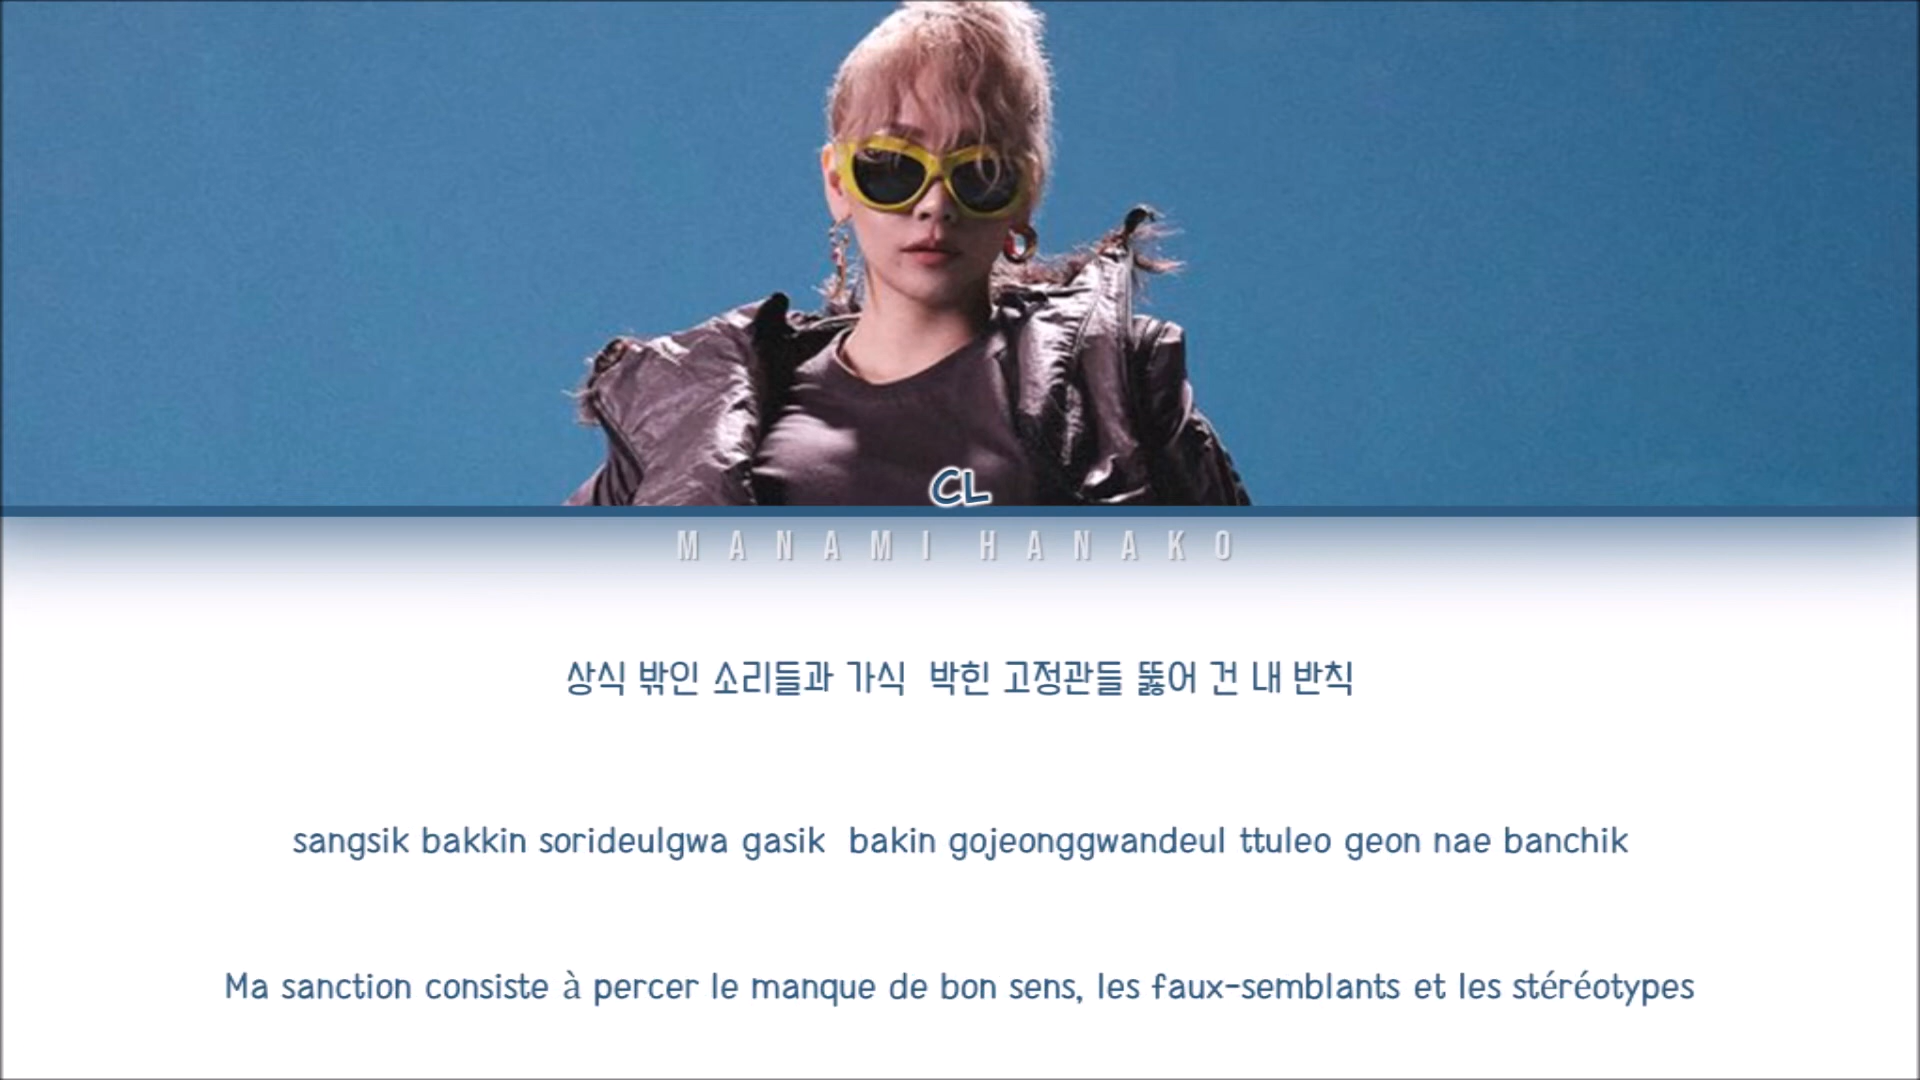 CL
MANAMI HANAKO
상식 밖인 소리들과 가식  박힌 고정관들 뚫어 건 내 반칙
sangsik bakkin sorideulgwa gasik  bakin gojeonggwandeul ttuleo geon nae banchik
Ma sanction consiste à percer le manque de bon sens, les faux-semblants et les stéréotypes